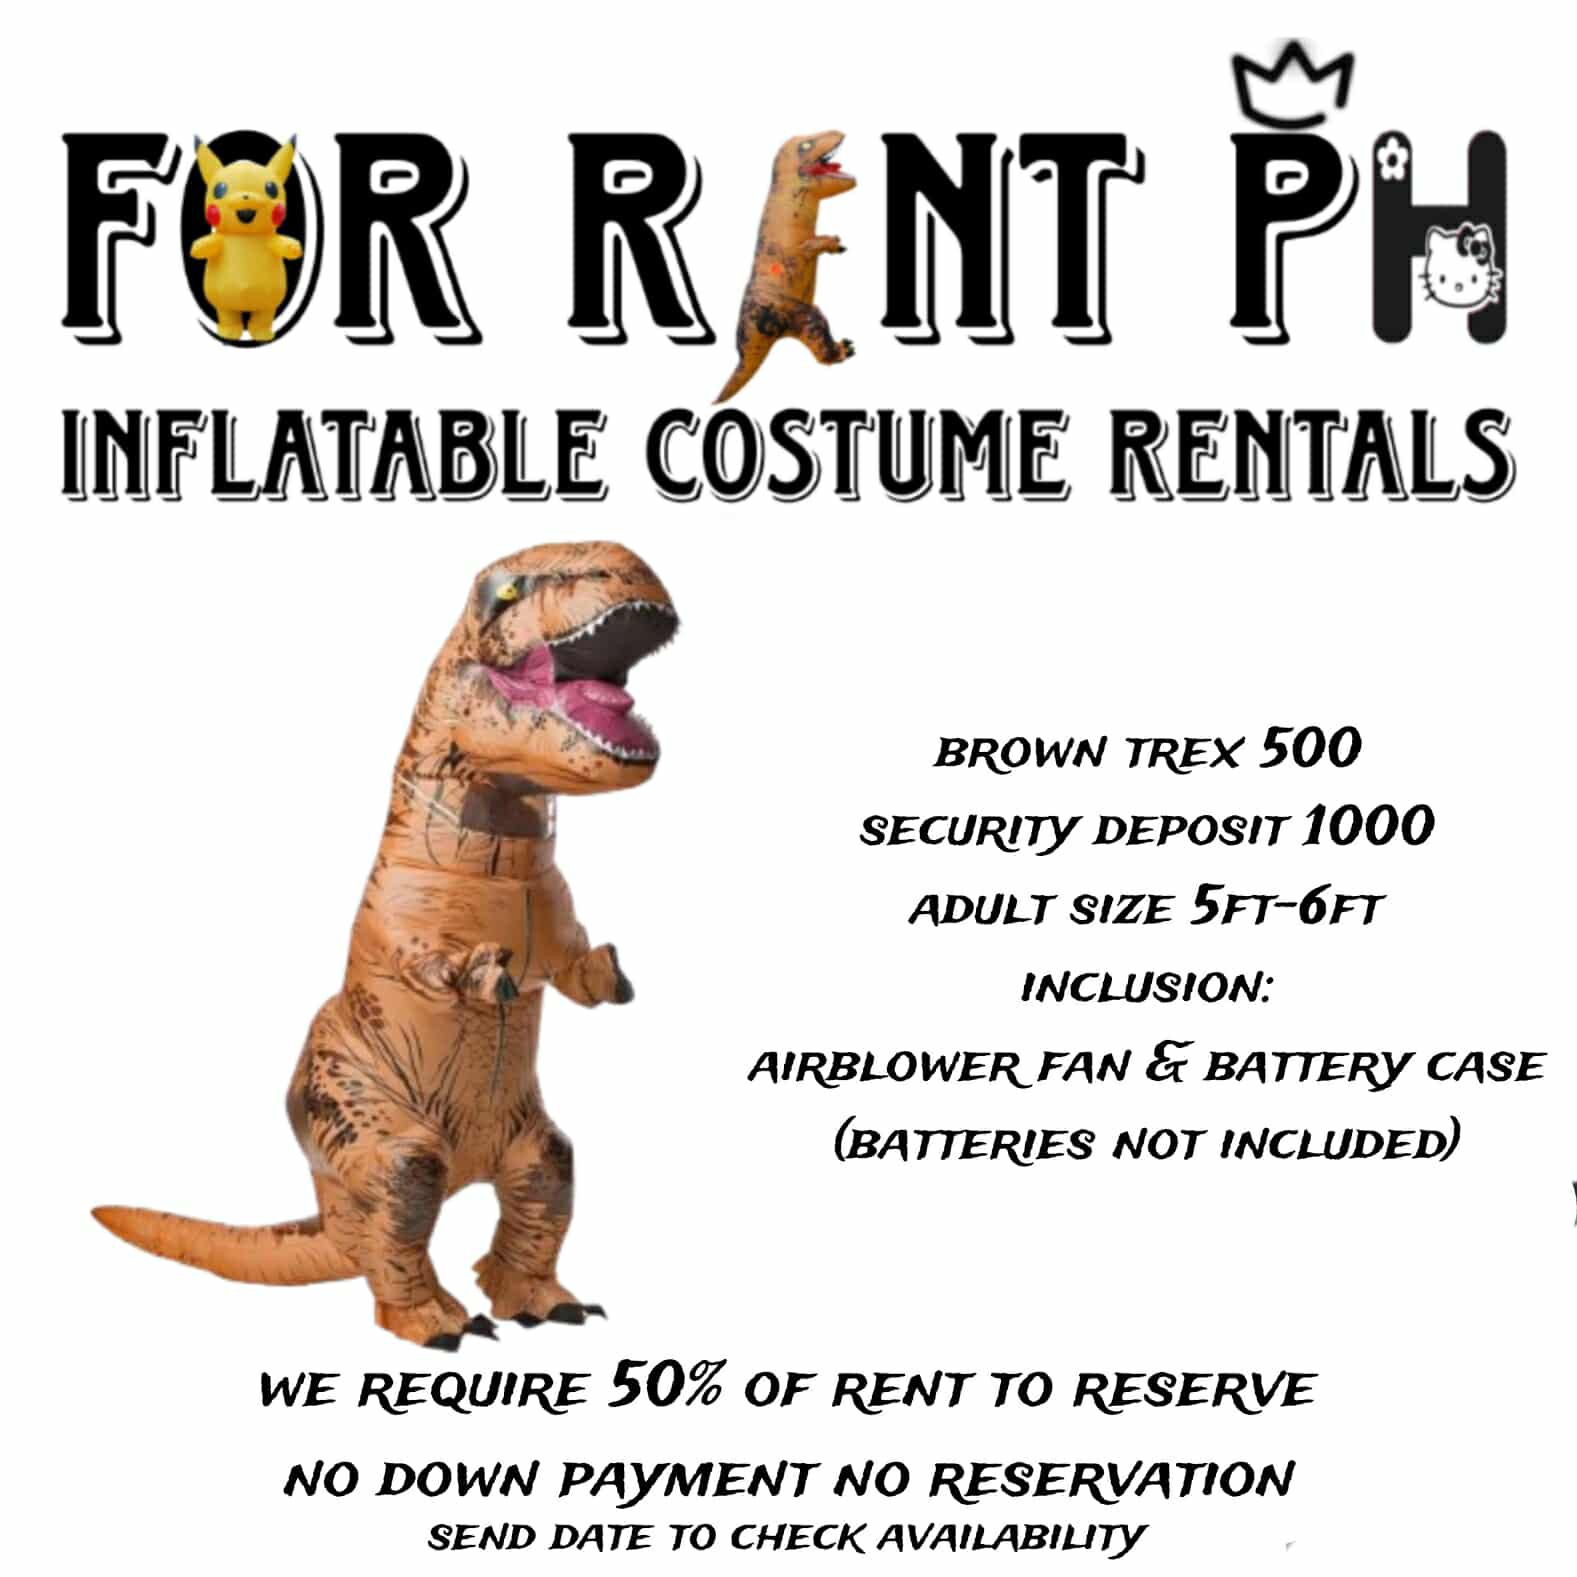 FOR RENT PH
INFLATABLE COSTUME RENTALS
BROWN TREX 500
SECURITY DEPOSIT 1000
ADULT SIZE 5FT-6FT
INCLUSION:
AIRBLOWER FAN & BATTERY CASE
(BATTERIES NOT INCLUDED)
WE REQUIRE 50% OF RENT TO RESERVE
NO DOWN PAYMENT NO RESERVATION
SEND DATE TO CHECK AVAILABILITY